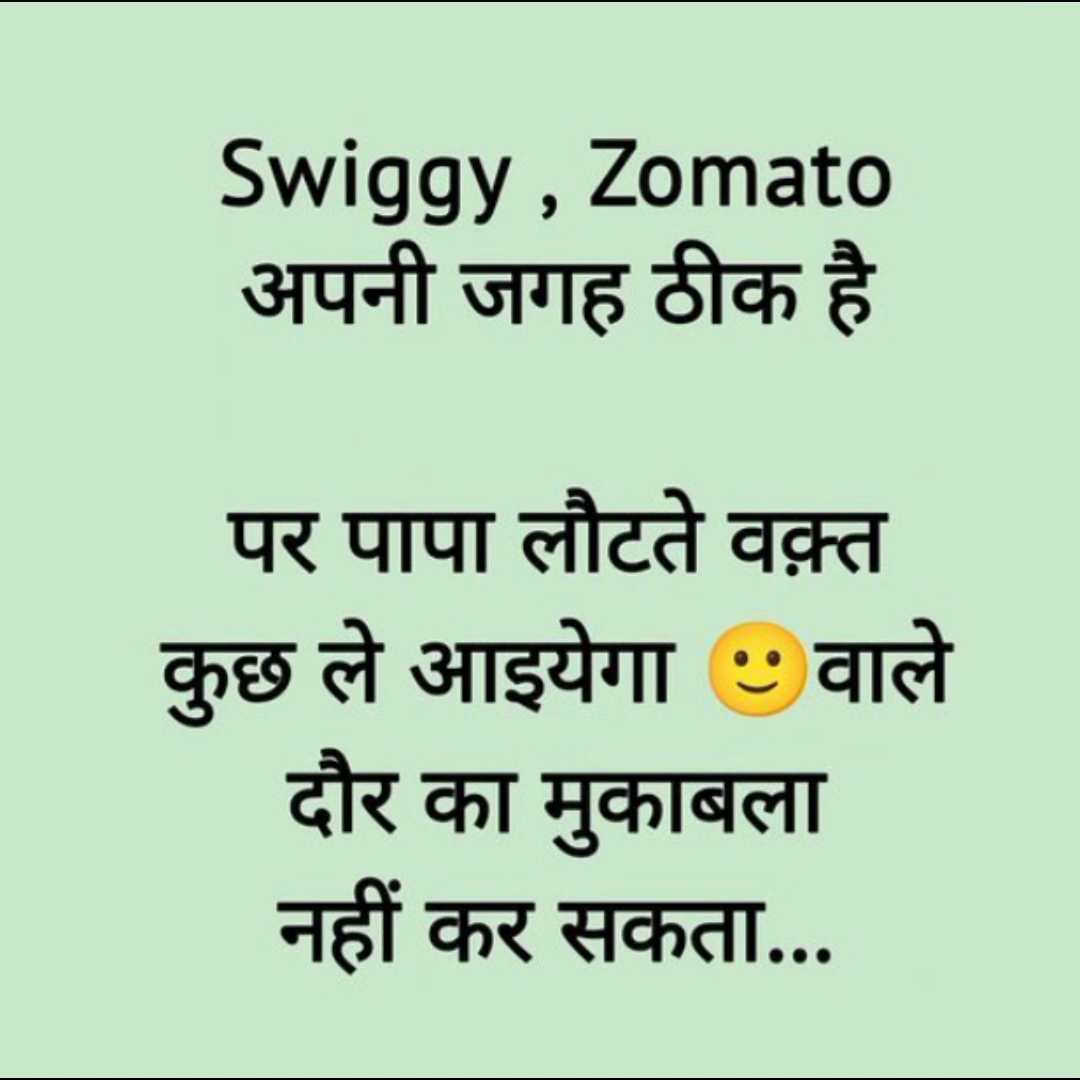 Swiggy , Zomato
अपनी जगह ठीक है
पर पापा लौटते वक़्त
कुछ ले आइयेगा 🙂वाले
दौर का मुकाबला
नहीं कर सकता...